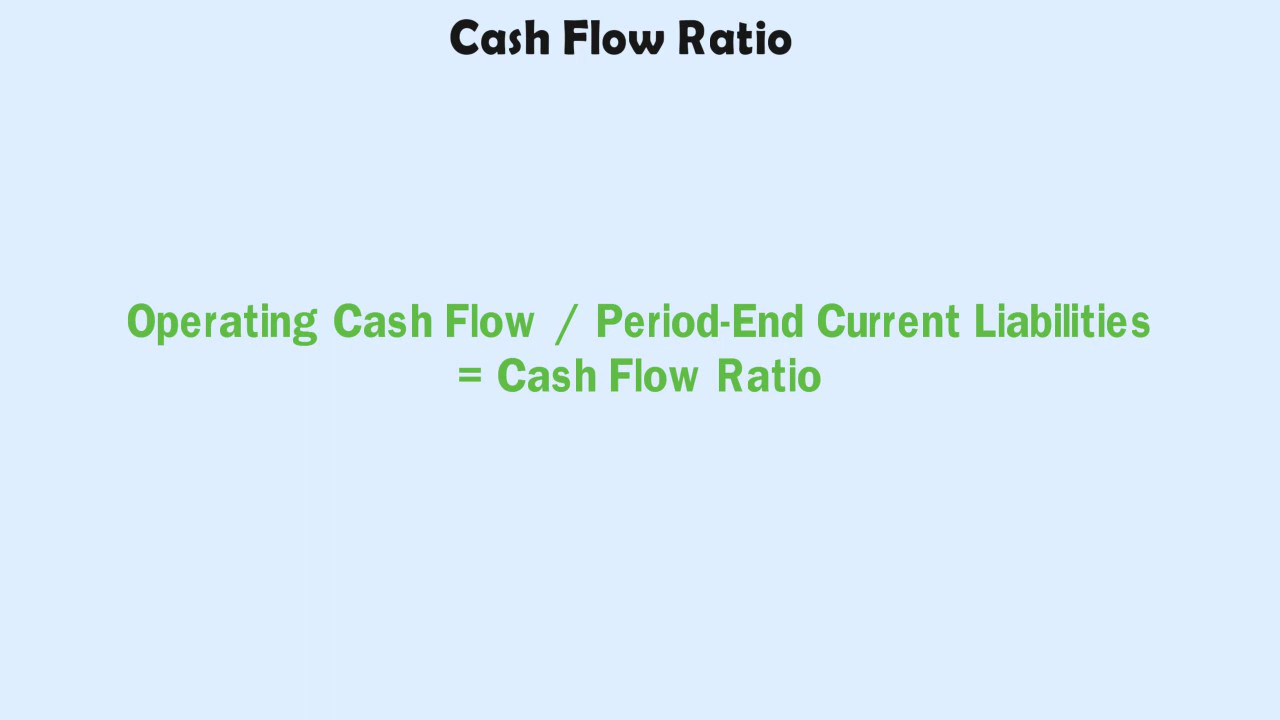 Cash Flow Ratio
Operating Cash Flow / Period-End Current Liabilities
= Cash Flow Ratio